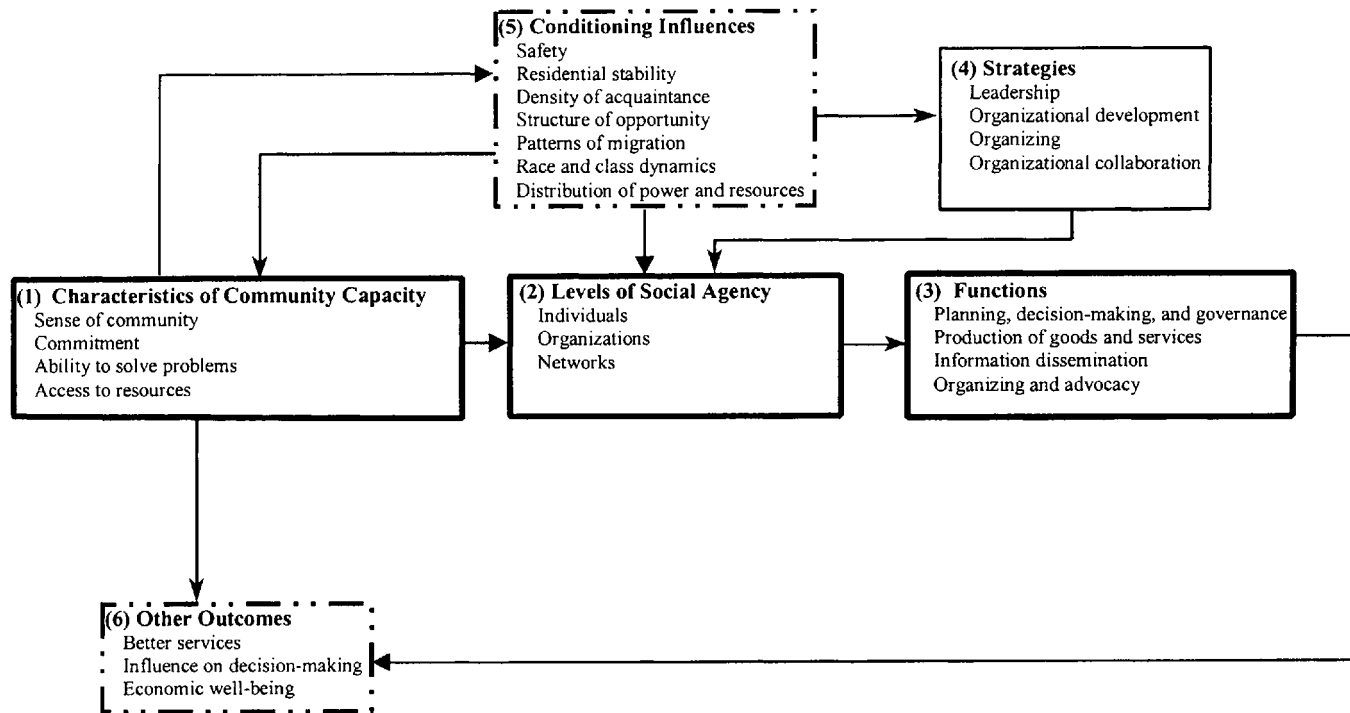 (5) Conditioning Influences
Safety
Residential stability
Density of acquaintance
Structure of opportunity
Patterns of migration
Race and class dynamics
Distribution of power and resources
(4) Strategies
Leadership
Organizational development
Organizing
Organizational collaboration
(1) Characteristics of Community Capacity
Sense of community
Commitment
Ability to solve problems
Access to resources
(2) Levels of Social Agency
Individuals
Organizations
Networks
(3) Functions
Planning, decision-making, and governance
Production of goods and services
Information dissemination
Organizing and advocacy
(6) Other Outcomes
Better services
Influence on decision-making
Economic well-being